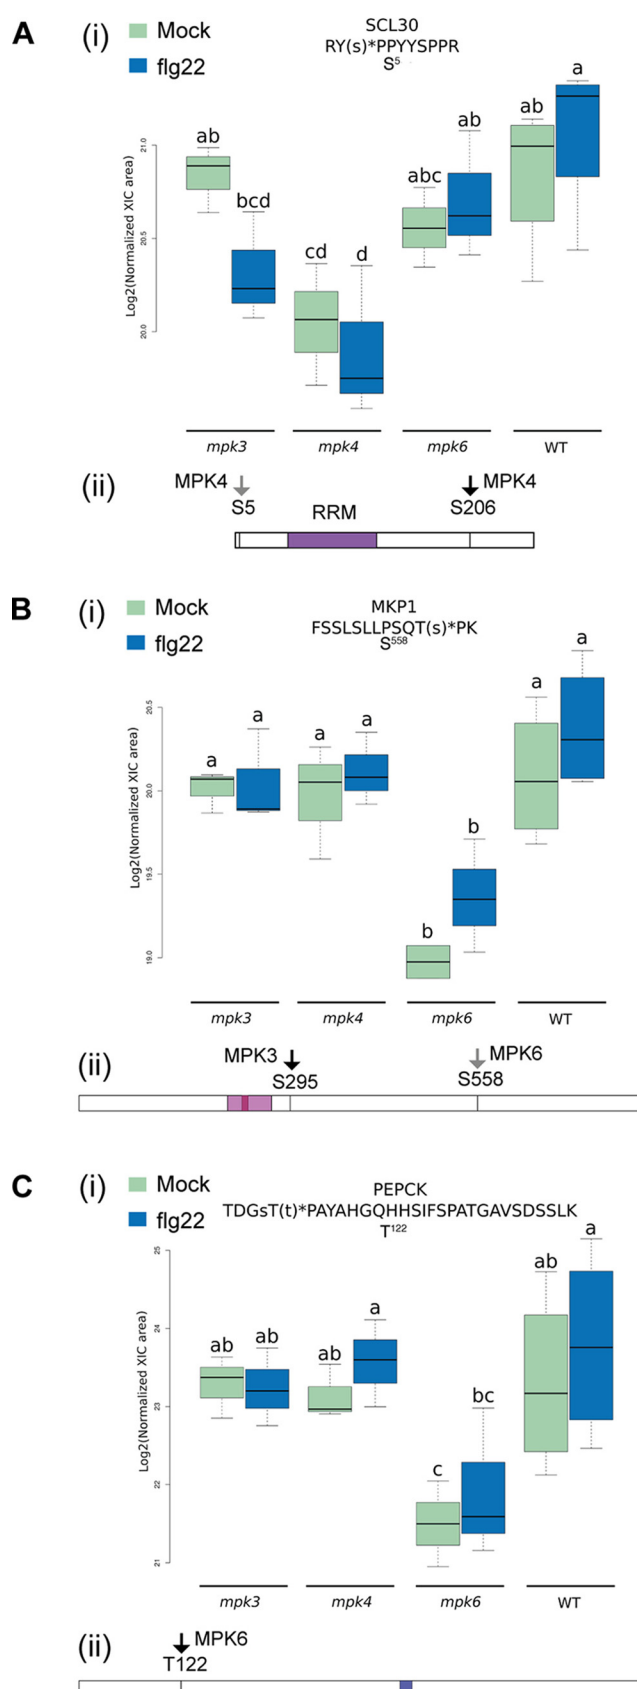 A
(i)
Mock
flg22
SCL30
RY(s)*PPYYSPPR
S⁵
Log2(Normalized XIC area)
21.0
20.5
20.0
ab
bcd
cd
d
abc
ab
ab
a
mpk3
mpk4
mpk6
WT
(ii)
MPK4
MPK4
S5
RRM
S206
B
(i)
Mock
flg22
MKP1
FSSLSLLPSQT(s)*PK
S⁵⁵⁸
Log2(Normalized XIC area)
20.5
20.0
19.5
19.0
a
a
a
a
b
b
a
a
mpk3
mpk4
mpk6
WT
(ii)
MPK3
MPK6
S295
S558
C
(i)
Mock
flg22
PEPCK
TDGsT(t)*PAYAHGQHHSIFSPATGAVSDSSLK
T¹²²
Log2(Normalized XIC area)
25
24
23
22
21
ab
ab
ab
a
c
bc
ab
a
mpk3
mpk4
mpk6
WT
(ii)
MPK6
T122